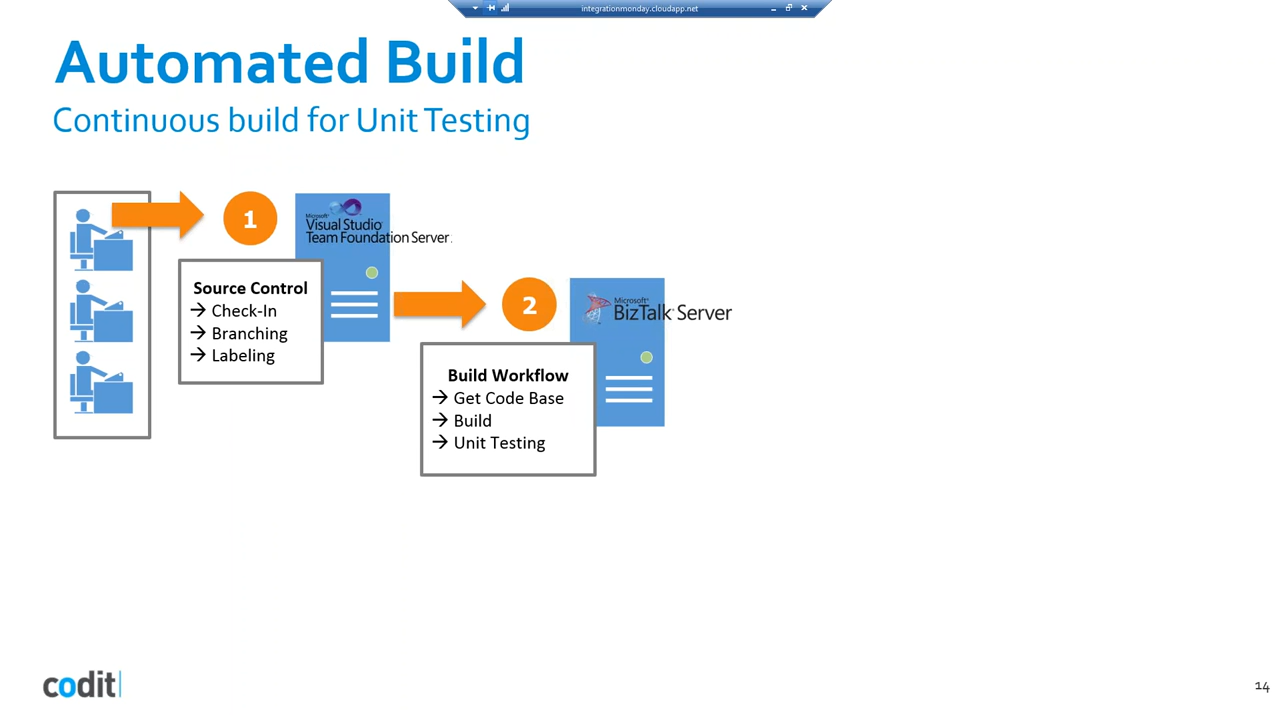 integrationmonday.cloudapp.net
Automated Build
Continuous build for Unit Testing
1
Microsoft®
Visual Studio
Team Foundation Server
Source Control
→ Check-In
→ Branching
→ Labeling
2
Microsoft®
BizTalk Server
Build Workflow
→ Get Code Base
→ Build
→ Unit Testing
codit
14